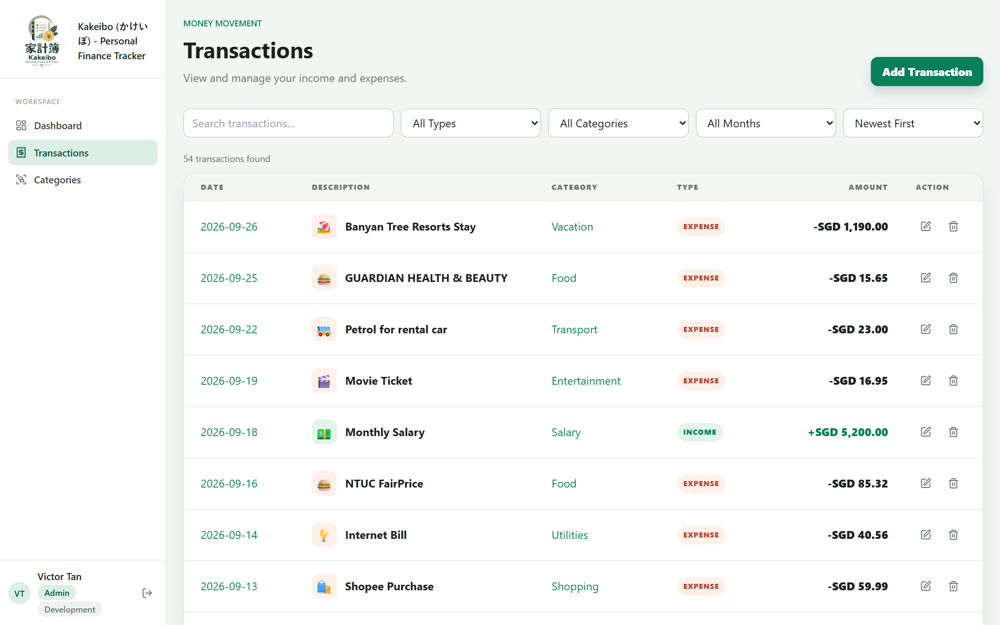 家計簿
Kakeibo
Personal Finance Tracker
Kakeibo (かけい
ぼ) - Personal
Finance Tracker
WORKSPACE
Dashboard
Transactions
Categories
Victor Tan
VT
Admin
Development
MONEY MOVEMENT
Transactions
View and manage your income and expenses.
Add Transaction
Search transactions...
All Types
All Categories
All Months
Newest First
54 transactions found
DATE DESCRIPTION CATEGORY TYPE AMOUNT ACTION
2026-09-26 Banyan Tree Resorts Stay Vacation EXPENSE -SGD 1,190.00
2026-09-25 GUARDIAN HEALTH & BEAUTY Food EXPENSE -SGD 15.65
2026-09-22 Petrol for rental car Transport EXPENSE -SGD 23.00
2026-09-19 Movie Ticket Entertainment EXPENSE -SGD 16.95
2026-09-18 Monthly Salary Salary INCOME +SGD 5,200.00
2026-09-16 NTUC FairPrice Food EXPENSE -SGD 85.32
2026-09-14 Internet Bill Utilities EXPENSE -SGD 40.56
2026-09-13 Shopee Purchase Shopping EXPENSE -SGD 59.99